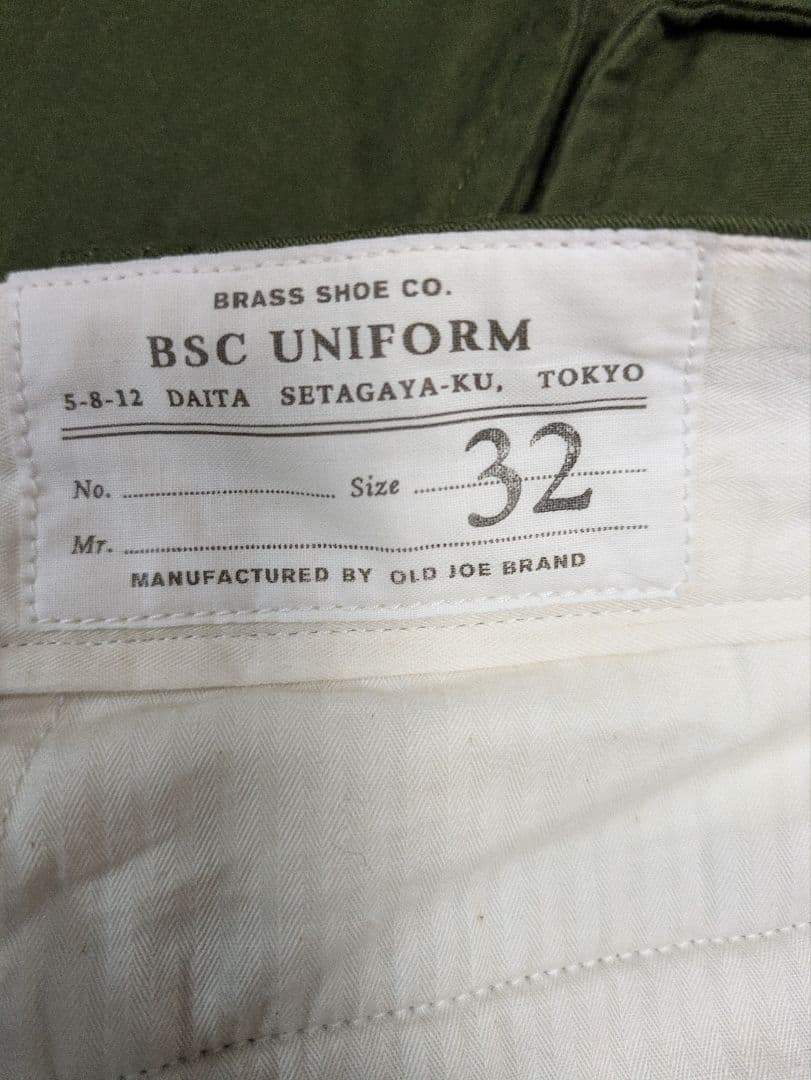 BRASS SHOE CO.
BSC UNIFORM
5-8-12 DAITA SETAGAYA-KU, TOKYO
No. Size 32
Mr.
MANUFACTURED BY OLD JOE BRAND